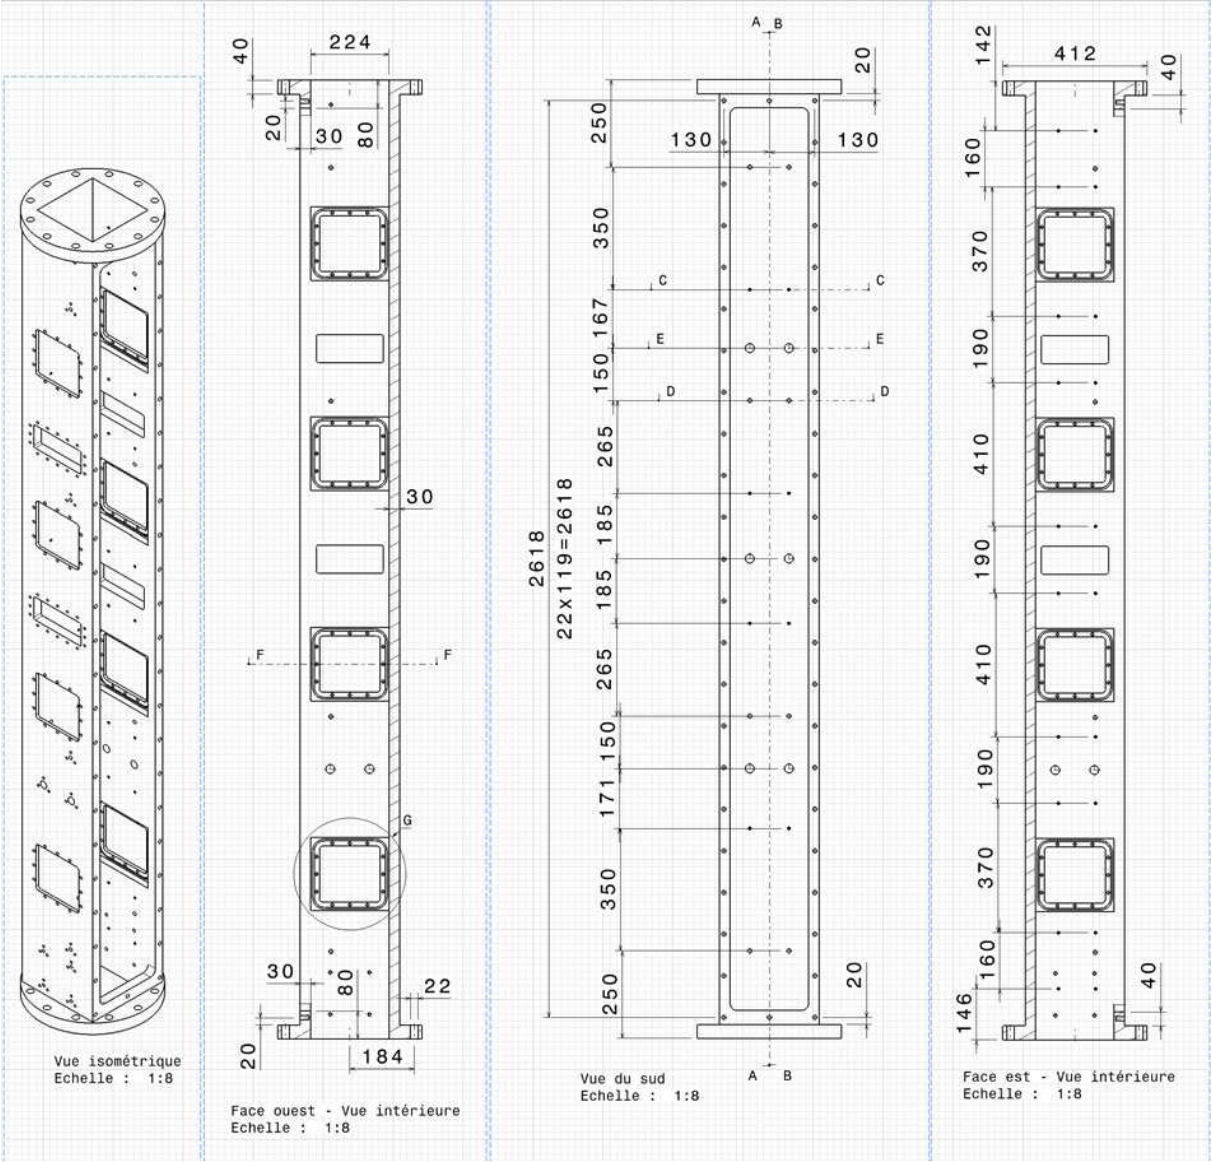 Vue isométrique
Echelle : 1:8
40
224
20
30
80
30
F
F
G
30
80
22
20
184
Face ouest - Vue intérieure
Echelle : 1:8
A B
20
250
130
130
350
C
C
167
E
E
150
D
D
265
2618
22x119=2618
185
185
265
150
171
350
250
20
A B
Vue du sud
Echelle : 1:8
142
412
40
160
370
190
410
190
410
190
370
160
146
40
Face est - Vue intérieure
Echelle : 1:8